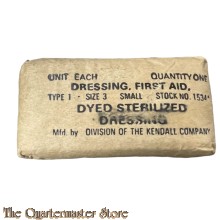 UNIT EACH QUANTITY ONE
DRESSING, FIRST AID,
TYPE 1 - SIZE 3 SMALL STOCK NO. 1534
DYED STERILIZED
DRESSING
Mfd. by DIVISION OF THE KENDALL COMPANY
The Quartermaster Store